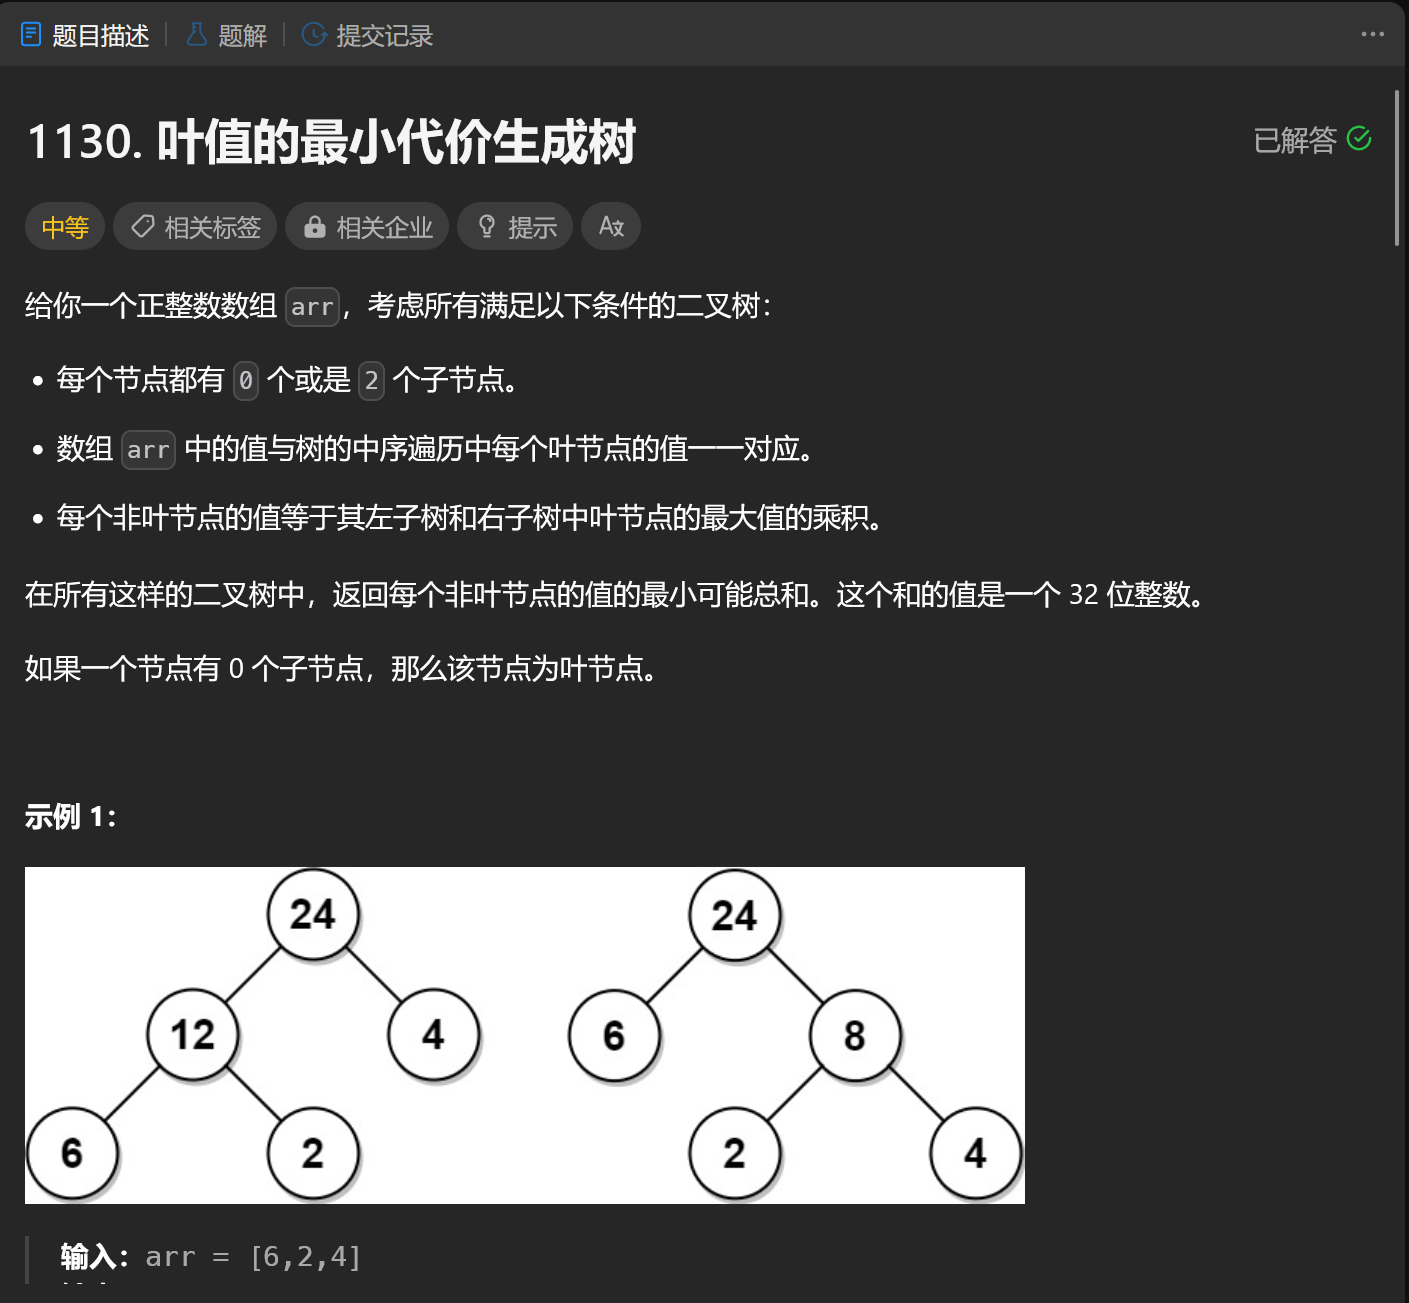 题目描述 | 题解 | 提交记录
1130. 叶值的最小代价生成树
已解答
中等 相关标签 相关企业 提示
给你一个正整数数组 arr，考虑所有满足以下条件的二叉树：
每个节点都有 0 个或是 2 个子节点。
数组 arr 中的值与树的中序遍历中每个叶节点的值一一对应。
每个非叶节点的值等于其左子树和右子树中叶节点的最大值的乘积。
在所有这样的二叉树中，返回每个非叶节点的值的最小可能总和。这个和的值是一个 32 位整数。
如果一个节点有 0 个子节点，那么该节点为叶节点。
示例 1：
24 24
12 4 6 8
6 2 2 4
输入：arr = [6,2,4]